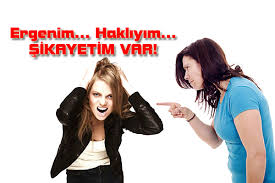 Ergenim... Haklıyım...
ŞİKAYETİM VAR!